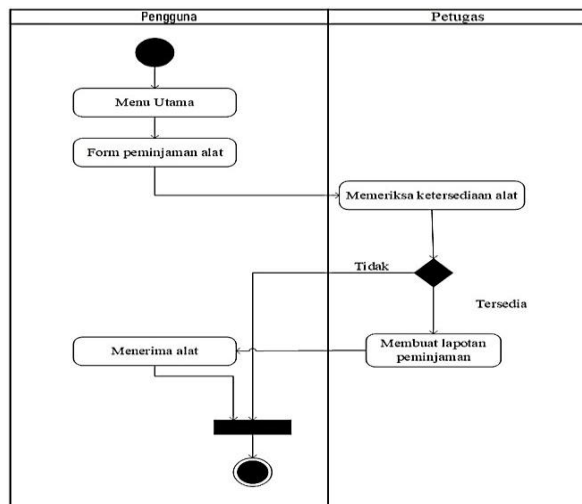 Pengguna
Petugas
Menu Utama
Form peminjaman alat
Memeriksa ketersediaan alat
Tidak
Tersedia
Membuat lapotan
peminjaman
Menerima alat